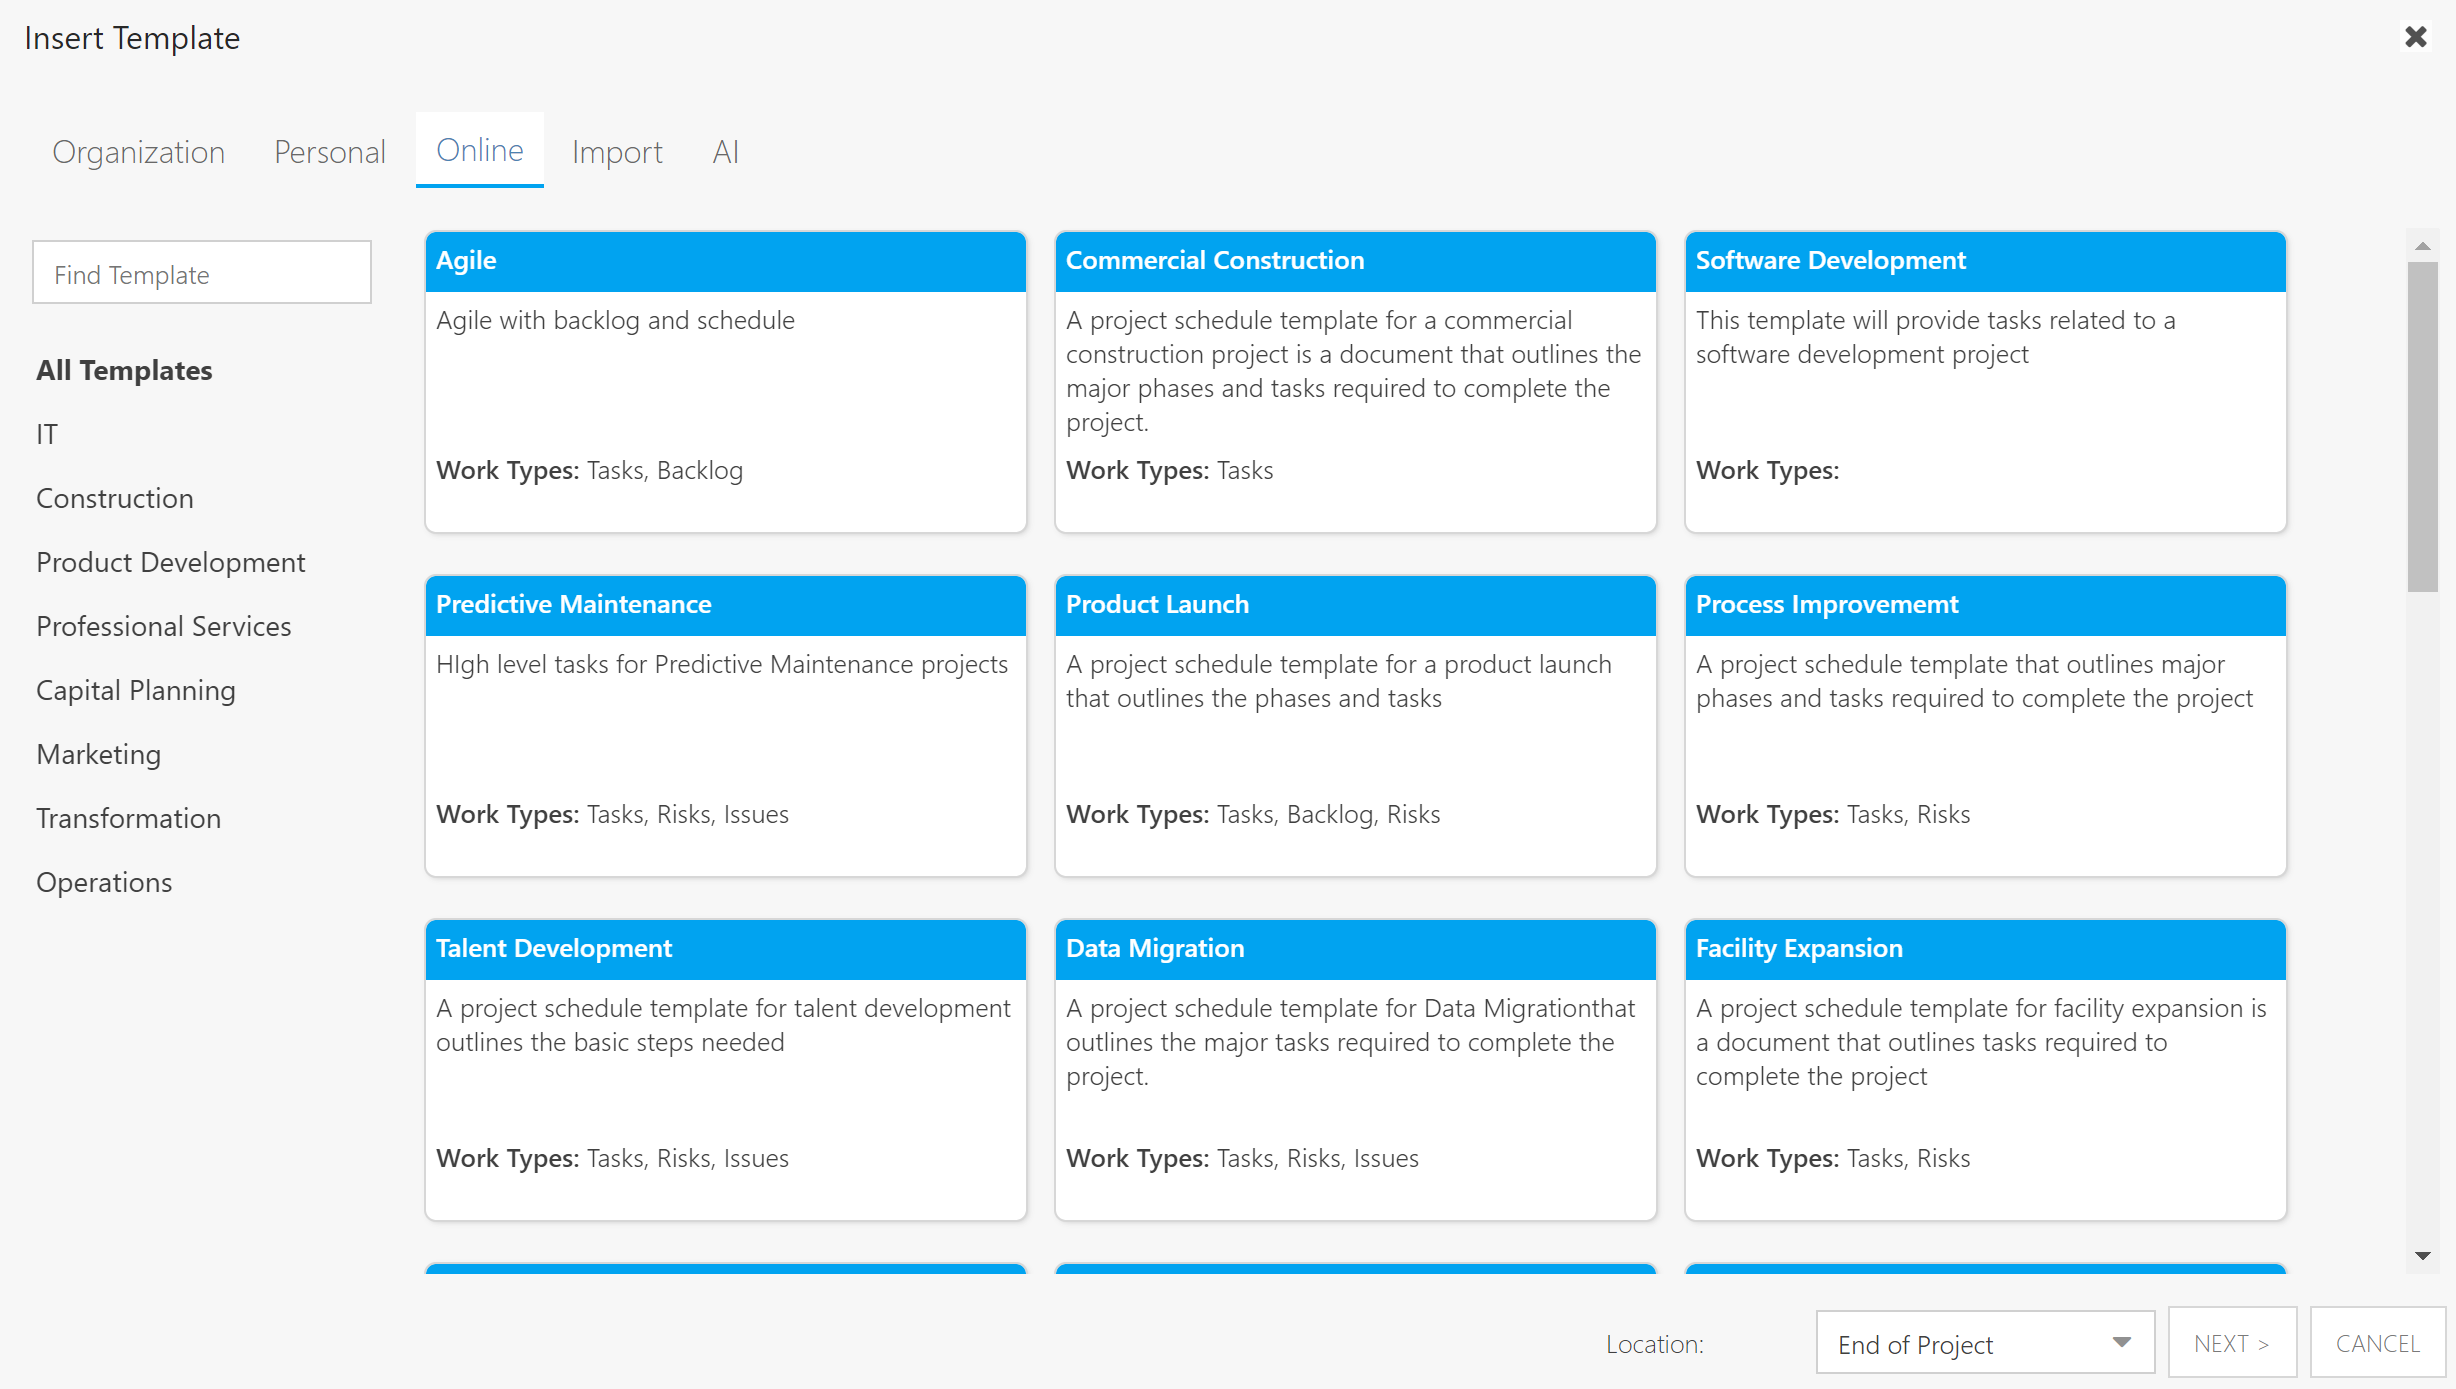 Insert Template
Organization
Personal
Online
Import
AI
Find Template
All Templates
IT
Construction
Product Development
Professional Services
Capital Planning
Marketing
Transformation
Operations
Agile
Agile with backlog and schedule
Work Types: Tasks, Backlog
Commercial Construction
A project schedule template for a commercial
construction project is a document that outlines the
major phases and tasks required to complete the
project.
Work Types: Tasks
Software Development
This template will provide tasks related to a
software development project
Work Types:
Predictive Maintenance
HIgh level tasks for Predictive Maintenance projects
Work Types: Tasks, Risks, Issues
Product Launch
A project schedule template for a product launch
that outlines the phases and tasks
Work Types: Tasks, Backlog, Risks
Process Improvememt
A project schedule template that outlines major
phases and tasks required to complete the project
Work Types: Tasks, Risks
Talent Development
A project schedule template for talent development
outlines the basic steps needed
Work Types: Tasks, Risks, Issues
Data Migration
A project schedule template for Data Migrationthat
outlines the major tasks required to complete the
project.
Work Types: Tasks, Risks, Issues
Facility Expansion
A project schedule template for facility expansion is
a document that outlines tasks required to
complete the project
Work Types: Tasks, Risks
Location:
End of Project
NEXT >
CANCEL